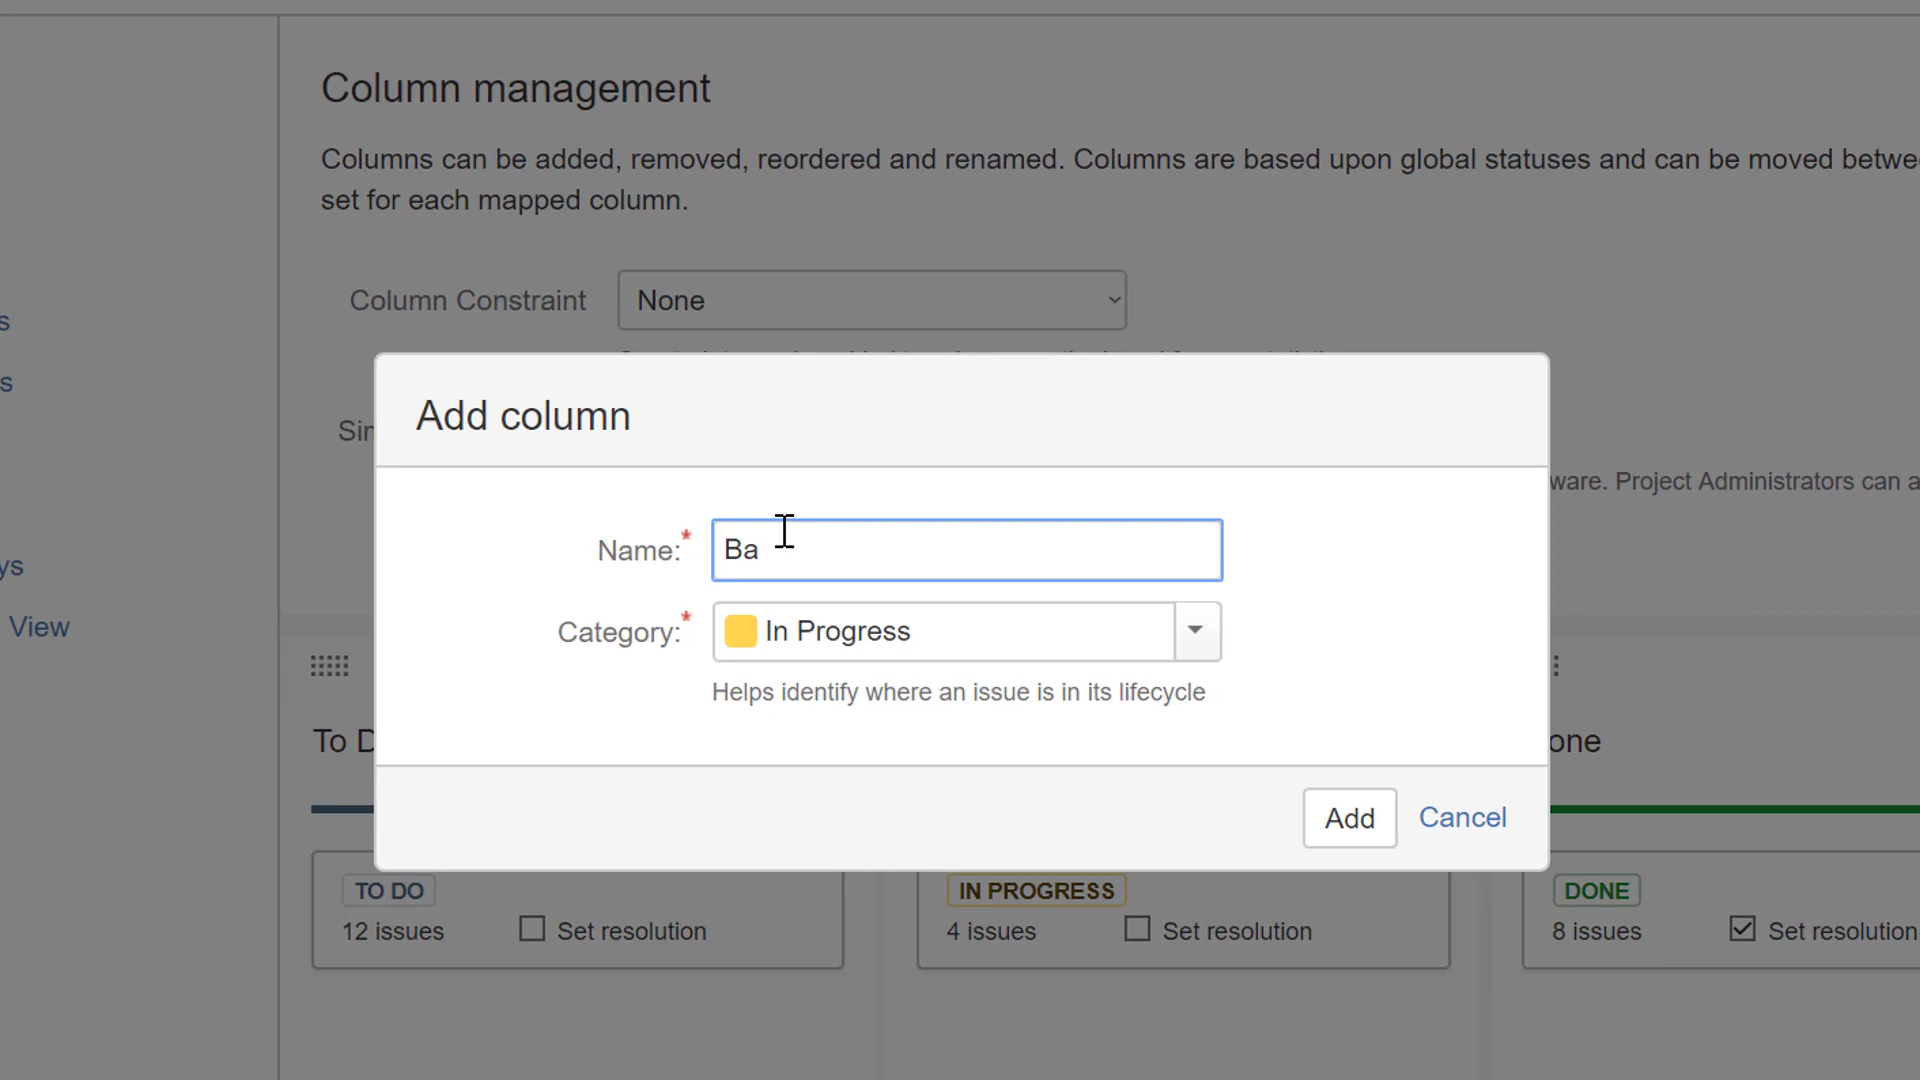 Column management
Columns can be added, removed, reordered and renamed. Columns are based upon global statuses and can be moved
set for each mapped column.
Column Constraint None
Add column
ware. Project Administrators can
Name:* Ba
Category:* In Progress
View
Helps identify where an issue is in its lifecycle
To
Add Cancel
TO DO
12 issues Set resolution
IN PROGRESS
4 issues Set resolution
DONE
8 issues Set resolution